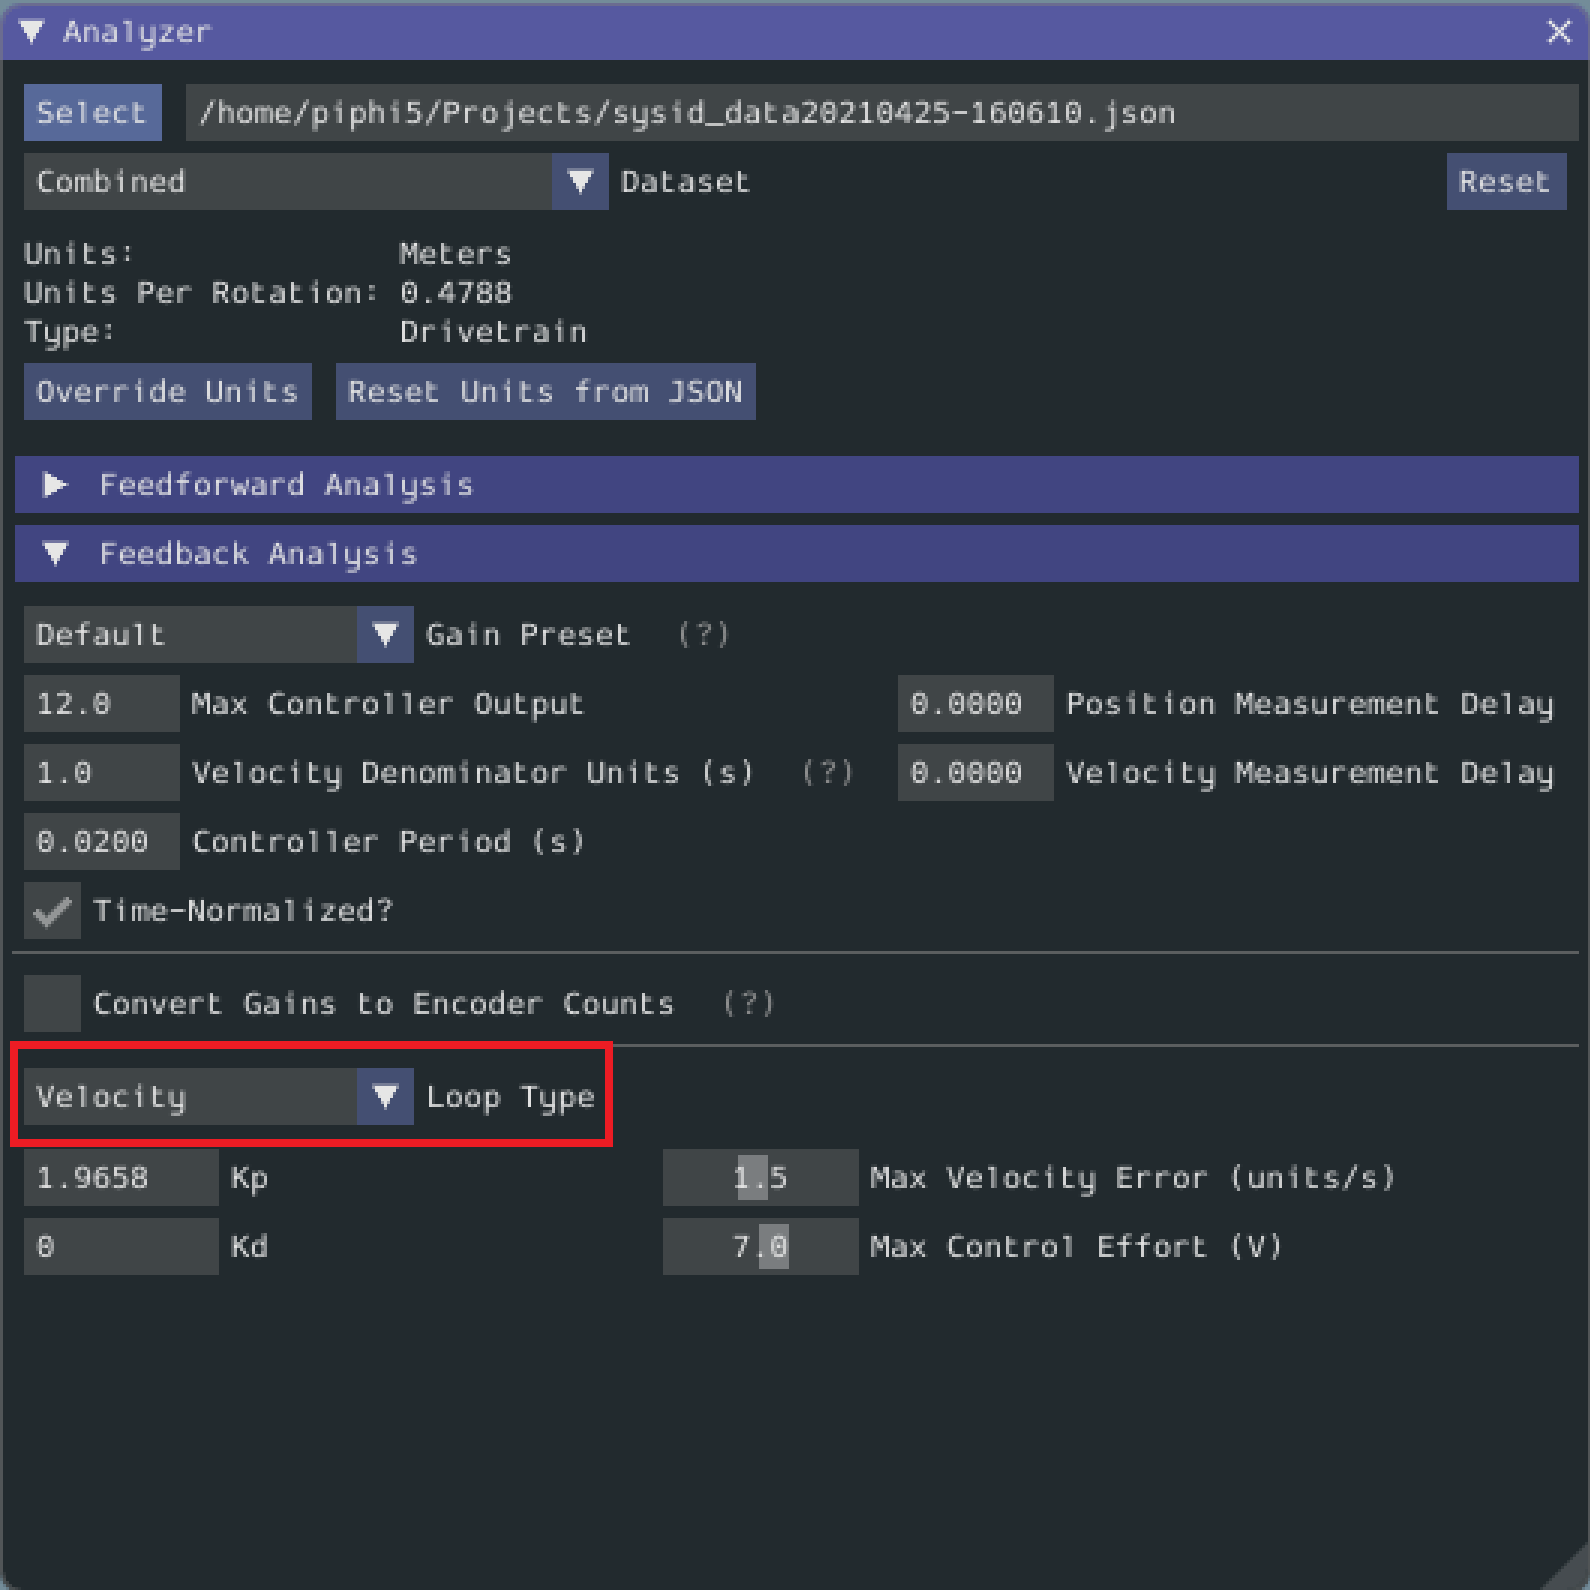 Analyzer
Select /home/piphi5/Projects/sysid_data20210425-160610.json
Combined Dataset Reset
Units: Meters
Units Per Rotation: 0.4788
Type: Drivetrain
Override Units Reset Units from JSON
Feedforward Analysis
Feedback Analysis
Default Gain Preset (?)
12.0 Max Controller Output 0.0000 Position Measurement Delay
1.0 Velocity Denominator Units (s) (?) 0.0000 Velocity Measurement Delay
0.0200 Controller Period (s)
Time-Normalized?
Convert Gains to Encoder Counts (?)
Velocity Loop Type
1.9658 Kp 1.5 Max Velocity Error (units/s)
0 Kd 7.0 Max Control Effort (V)